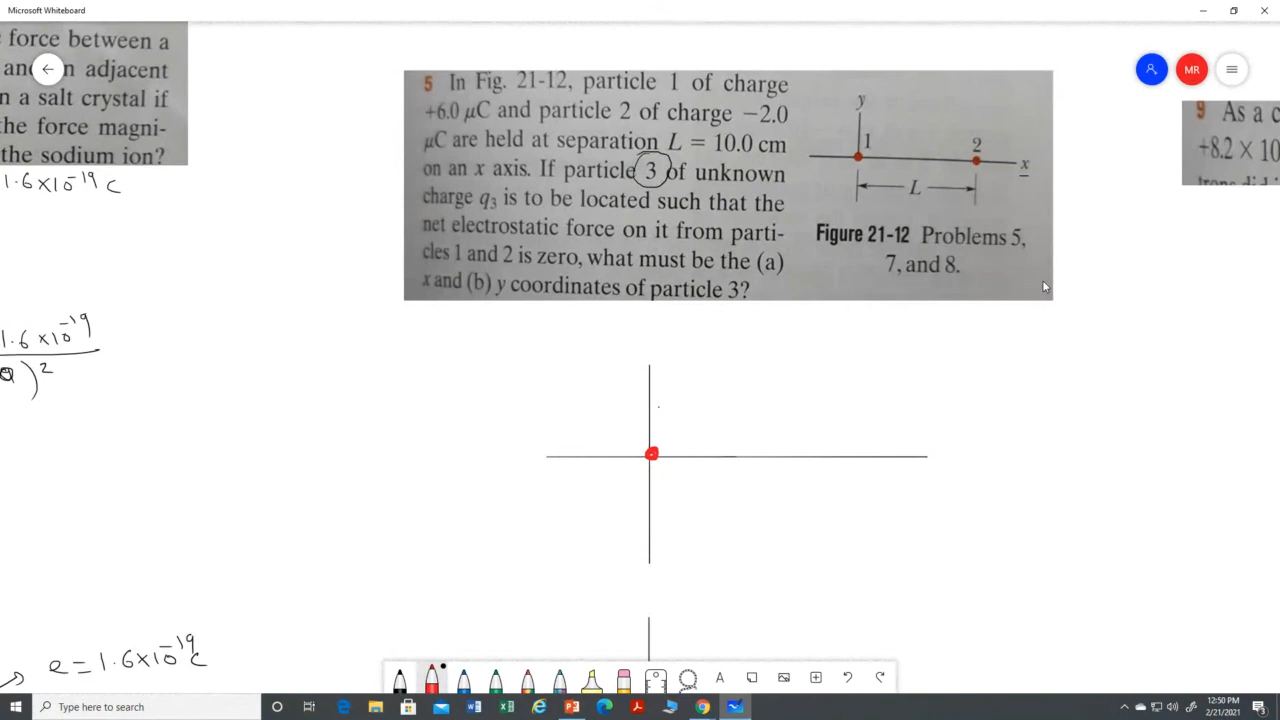 Microsoft Whiteboard
force between a
an adjacent
n a salt crystal if
the force magni-
the sodium ion?
1.6×10⁻¹⁹ C
MR
5 In Fig. 21-12, particle 1 of charge
+6.0 μC and particle 2 of charge −2.0
μC are held at separation L = 10.0 cm
on an x axis. If particle 3 of unknown
charge q₃ is to be located such that the
net electrostatic force on it from parti-
cles 1 and 2 is zero, what must be the (a)
x and (b) y coordinates of particle 3?
y
1
2
x
L
Figure 21-12 Problems 5,
7, and 8.
9 As a c
+8.2 × 10
1.6×10⁻¹⁹
)²
e = 1.6×10⁻¹⁹ C
A
Type here to search
12:50 PM
2/21/2021
3